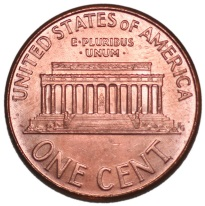 UNITED STATES OF AMERICA
E·PLURIBUS
·UNUM·
ONE CENT